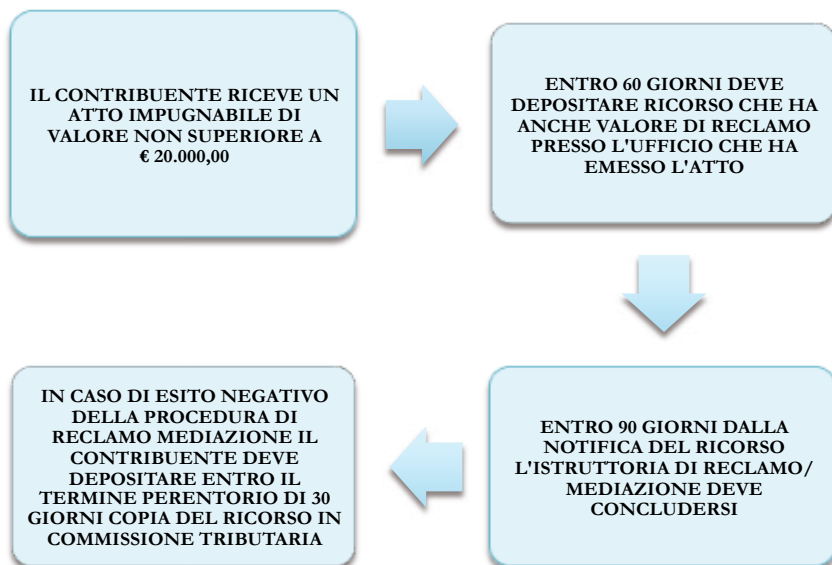 IL CONTRIBUENTE RICEVE UN
ATTO IMPUGNABILE DI
VALORE NON SUPERIORE A
€ 20.000,00
ENTRO 60 GIORNI DEVE
DEPOSITARE RICORSO CHE HA
ANCHE VALORE DI RECLAMO
PRESSO L'UFFICIO CHE HA
EMESSO L'ATTO
ENTRO 90 GIORNI DALLA
NOTIFICA DEL RICORSO
L'ISTRUTTORIA DI RECLAMO/
MEDIAZIONE DEVE
CONCLUDERSI
IN CASO DI ESITO NEGATIVO
DELLA PROCEDURA DI
RECLAMO MEDIAZIONE IL
CONTRIBUENTE DEVE
DEPOSITARE ENTRO IL
TERMINE PERENTORIO DI 30
GIORNI COPIA DEL RICORSO IN
COMMISSIONE TRIBUTARIA